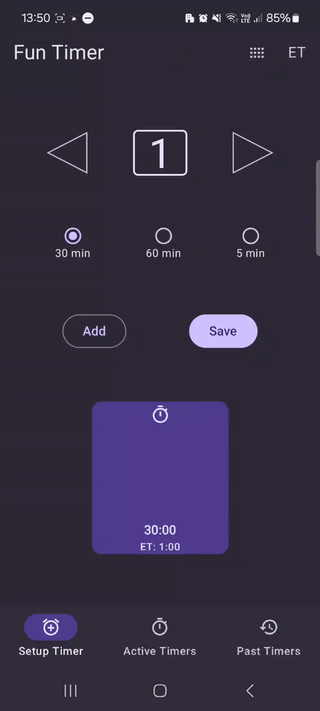 13:50 85%
Fun Timer ET
1
30 min 60 min 5 min
Add Save
30:00
ET: 1:00
Setup Timer Active Timers Past Timers